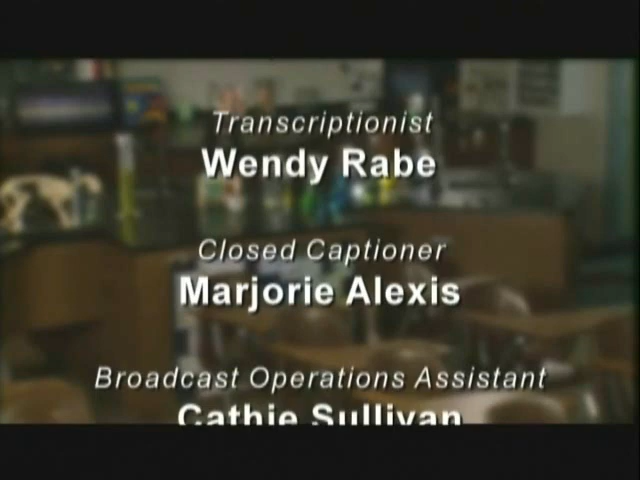 Transcriptionist
Wendy Rabe
Closed Captioner
Marjorie Alexis
Broadcast Operations Assistant
Cathie Sullivan